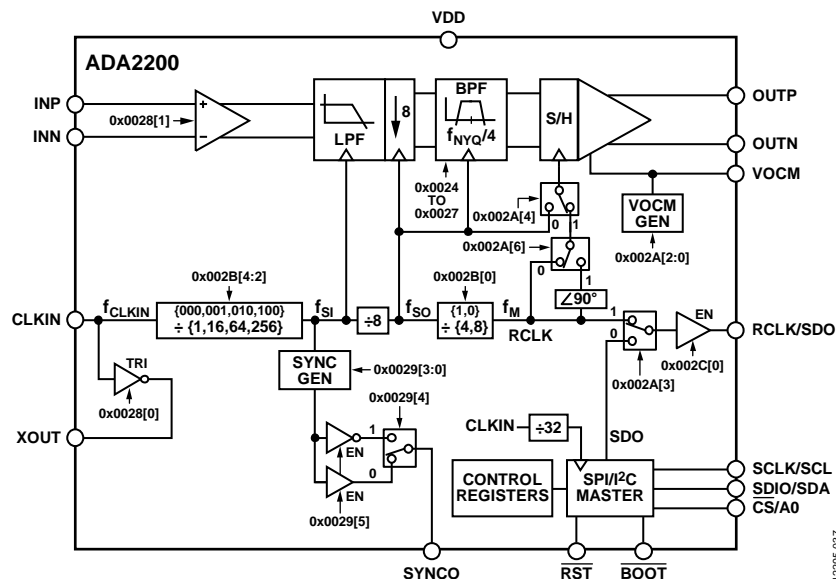 VDD
ADA2200
INP
INN
0x0028[1]
+
–
LPF
8
BPF
fNYQ/4
S/H
OUTP
OUTN
VOCM
0x0024
TO
0x0027
0x002A[4]
0
1
VOCM
GEN
0x002A[2:0]
0x002A[6]
0
1
∠90°
0x002B[4:2]
0x002B[0]
CLKIN
fCLKIN
{000,001,010,100}
÷ {1,16,64,256}
fSI
÷8
fSO
{1,0}
÷ {4,8}
fM
RCLK
1
0
EN
RCLK/SDO
0x002C[0]
0x002A[3]
TRI
0x0028[0]
XOUT
SYNC
GEN
0x0029[3:0]
0x0029[4]
1
EN
0
EN
0x0029[5]
CLKIN
÷32
SDO
CONTROL
REGISTERS
SPI/I2C
MASTER
SCLK/SCL
SDIO/SDA
CS/A0
SYNCO
RST
BOOT